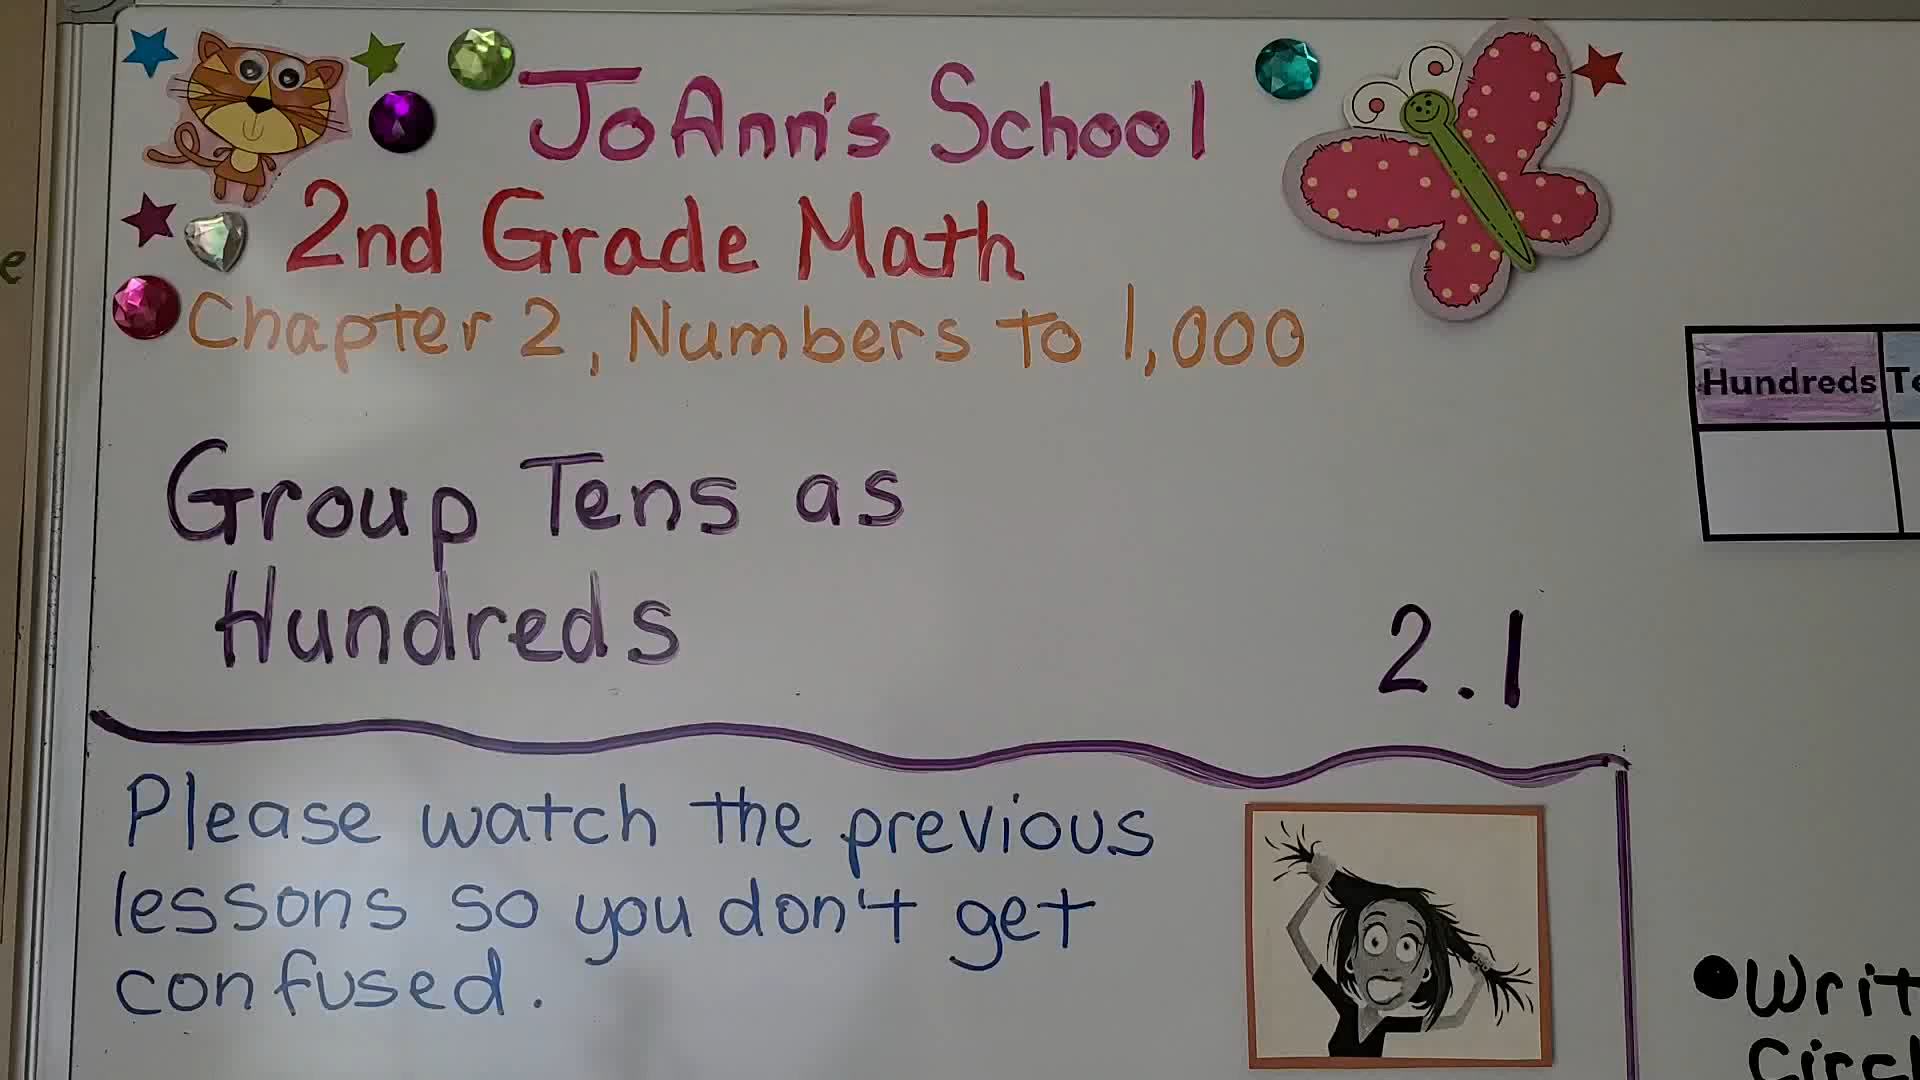 JoAnn's School
2nd Grade Math
Chapter 2, Numbers to 1,000
Group Tens as
Hundreds
2.1
Please watch the previous
lessons so you don't get
confused.
Hundreds